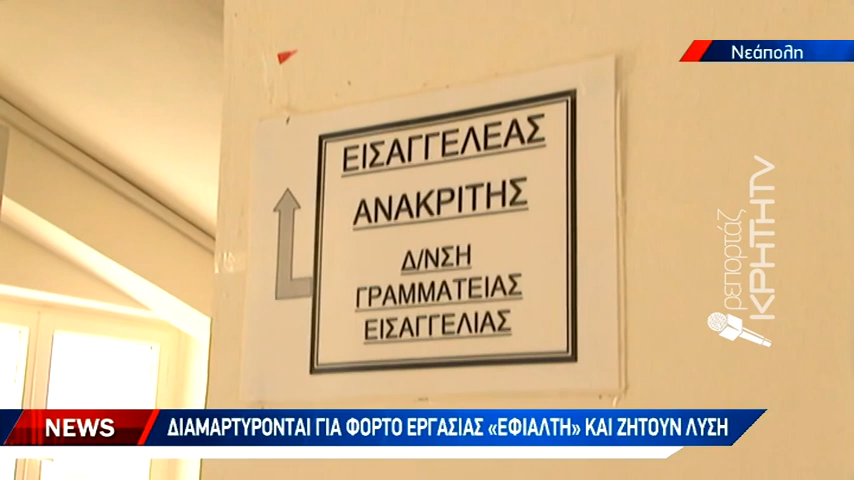 Νεάπολη
ΕΙΣΑΓΓΕΛΕΑΣ
ΑΝΑΚΡΙΤΗΣ
Δ/ΝΣΗ
ΓΡΑΜΜΑΤΕΙΑΣ
ΕΙΣΑΓΓΕΛΙΑΣ
ρεπορτάζ
ΚΡΗΤΗTV
NEWS
ΔΙΑΜΑΡΤΥΡΟΝΤΑΙ ΓΙΑ ΦΟΡΤΟ ΕΡΓΑΣΙΑΣ «ΕΦΙΑΛΤΗ» ΚΑΙ ΖΗΤΟΥΝ ΛΥΣΗ